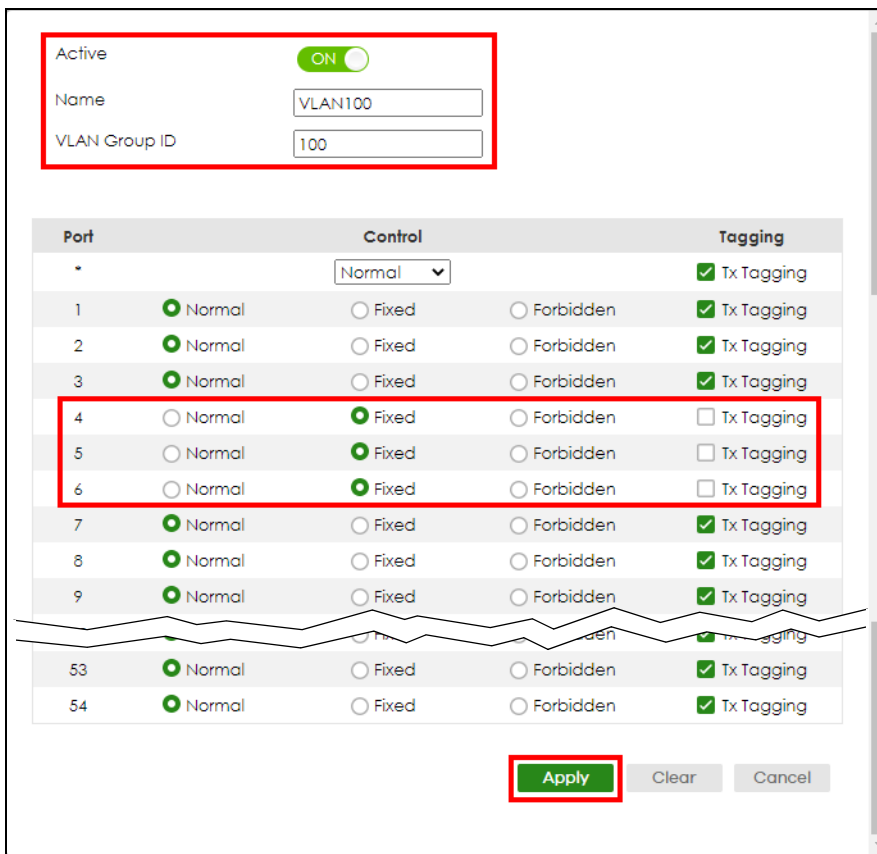 Active ON
Name VLAN100
VLAN Group ID 100
Port Control Tagging
* Normal Tx Tagging
1 Normal Fixed Forbidden Tx Tagging
2 Normal Fixed Forbidden Tx Tagging
3 Normal Fixed Forbidden Tx Tagging
4 Normal Fixed Forbidden Tx Tagging
5 Normal Fixed Forbidden Tx Tagging
6 Normal Fixed Forbidden Tx Tagging
7 Normal Fixed Forbidden Tx Tagging
8 Normal Fixed Forbidden Tx Tagging
9 Normal Fixed Forbidden Tx Tagging
53 Normal Fixed Forbidden Tx Tagging
54 Normal Fixed Forbidden Tx Tagging
Apply Clear Cancel